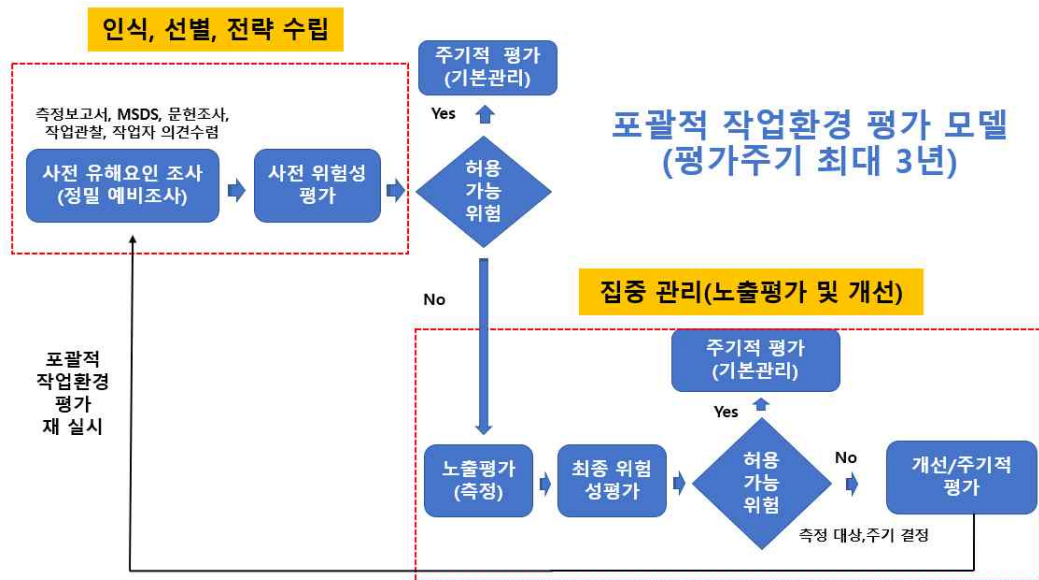 인식, 선별, 전략 수립
주기적 평가
(기본관리)
포괄적 작업환경 평가 모델
(평가주기 최대 3년)
측정보고서, MSDS, 문헌조사,
작업관찰, 작업자 의견수렴
Yes
사전 유해요인 조사
(정밀 예비조사)
사전 위험성
평가
허용
가능
위험
No
집중 관리(노출평가 및 개선)
포괄적
작업환경
평가
재 실시
주기적 평가
(기본관리)
Yes
노출평가
(측정)
최종 위험
성평가
허용
가능
위험
No
개선/주기적
평가
측정 대상,주기 결정